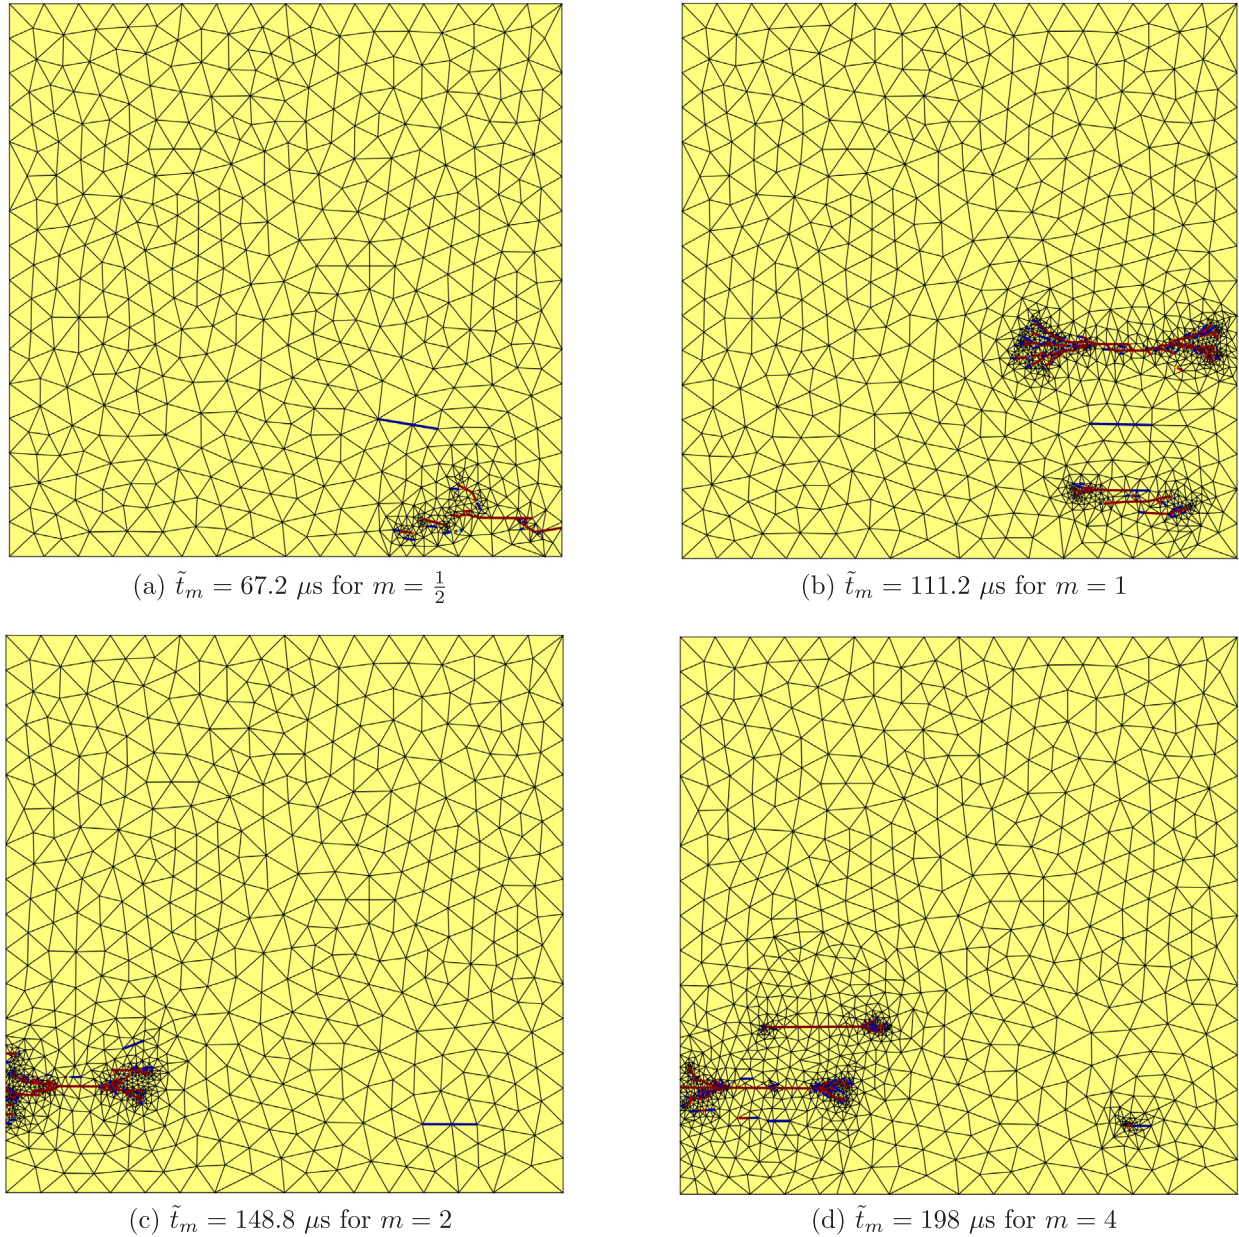 (a) t̃ₘ = 67.2 μs for m = 1/2
(b) t̃ₘ = 111.2 μs for m = 1
(c) t̃ₘ = 148.8 μs for m = 2
(d) t̃ₘ = 198 μs for m = 4